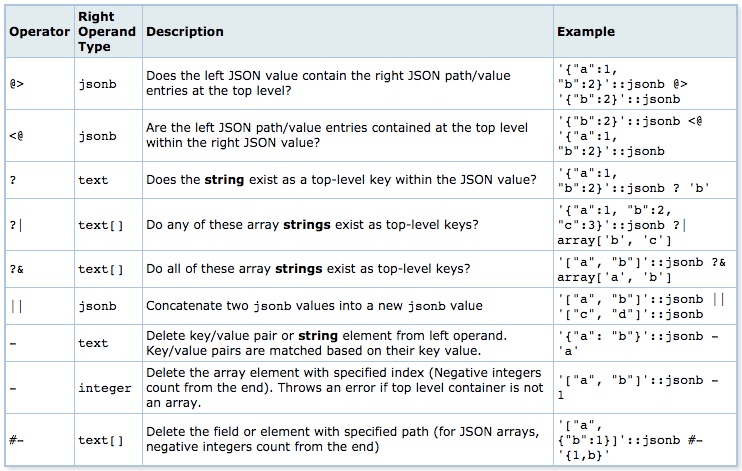 Operator Right Operand Type Description Example
@> jsonb Does the left JSON value contain the right JSON path/value
entries at the top level? '{"a":1,
"b":2}'::jsonb @>
'{"b":2}'::jsonb
<@ jsonb Are the left JSON path/value entries contained at the top level
within the right JSON value? '{"b":2}'::jsonb <@
'{"a":1,
"b":2}'::jsonb
? text Does the string exist as a top-level key within the JSON value? '{"a":1,
"b":2}'::jsonb ? 'b'
?| text[] Do any of these array strings exist as top-level keys? '{"a":1, "b":2,
"c":3}'::jsonb ?|
array['b', 'c']
?& text[] Do all of these array strings exist as top-level keys? '["a", "b"]'::jsonb ?&
array['a', 'b']
|| jsonb Concatenate two jsonb values into a new jsonb value '["a", "b"]'::jsonb ||
'["c", "d"]'::jsonb
- text Delete key/value pair or string element from left operand.
Key/value pairs are matched based on their key value. '{"a": "b"}'::jsonb -
'a'
- integer Delete the array element with specified index (Negative integers
count from the end). Throws an error if top level container is not
an array. '["a", "b"]'::jsonb -
1
#- text[] Delete the field or element with specified path (for JSON arrays,
negative integers count from the end) '["a",
{"b":1}]'::jsonb #-
'{1,b}'